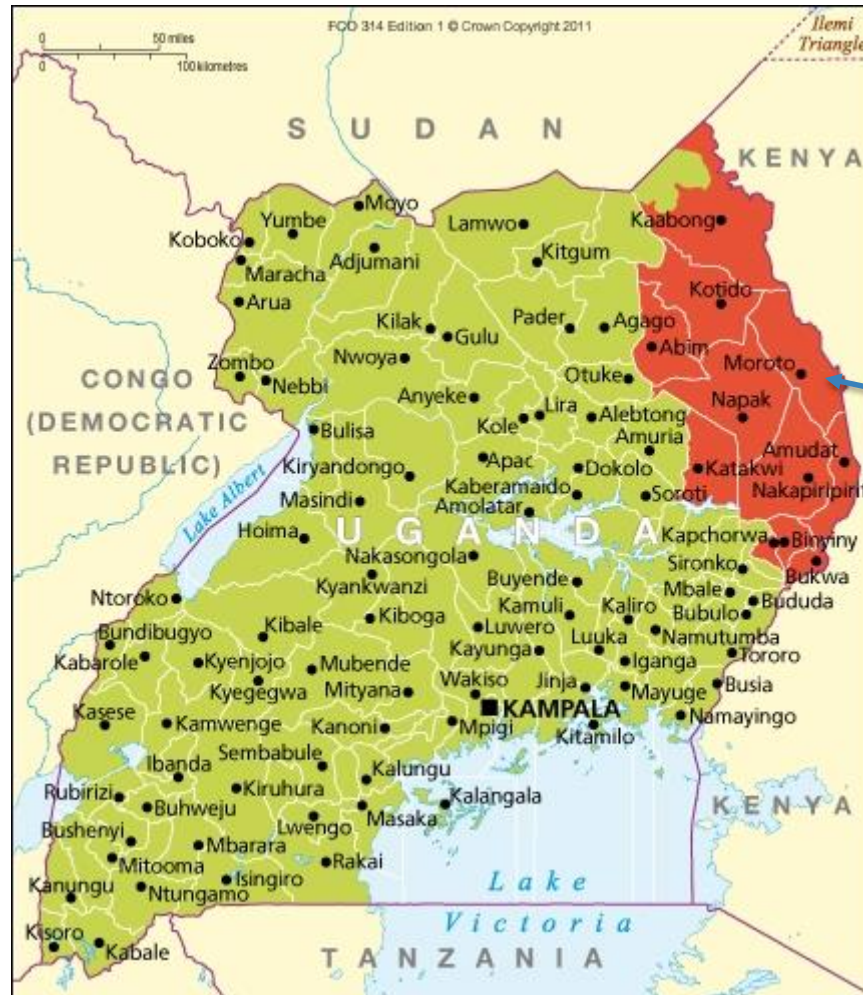 FCO 314 Edition 1 © Crown Copyright 2011
0 50 miles
0 100 kilometres
Ilemi
Triangle
SUDAN
KENYA
Moyo
Yumbe
Lamwo
Kaabong
Koboko
Adjumani
Kitgum
Maracha
Arua
Kotido
Kilak
Gulu
Pader
Agago
Abim
Nwoya
Moroto
Zombo
Nebbi
Otuke
CONGO
(DEMOCRATIC
REPUBLIC)
Anyeke
Napak
Kole
Lira
Alebtong
Bulisa
Amuria
Amudat
Kiryandongo
Apac
Dokolo
Katakwi
Nakapiripirit
Lake Albert
Masindi
Kaberamaido
Soroti
Amolatar
UGANDA
Hoima
Kapchorwa
Binyiny
Nakasongola
Sironko
Bukwa
Kyankwanzi
Buyende
Mbale
Ntoroko
Kiboga
Kamuli
Kaliro
Bubulo
Bududa
Bundibugyo
Kibale
Luwero
Luuka
Namutumba
Kabarole
Kyenjojo
Mubende
Kayunga
Iganga
Tororo
Kyegegwa
Mityana
Wakiso
Jinja
Mayuge
Busia
Kasese
Kamwenge
Kanoni
Mpigi
KAMPALA
Kitamilo
Namayingo
Ibanda
Sembabule
Kalungu
Rubirizi
Kiruhura
Buhweju
Lwengo
Masaka
Kalangala
KENYA
Bushenyi
Mbarara
Mitooma
Rakai
Kanungu
Ntungamo
Isingiro
Lake
Victoria
Kisoro
Kabale
TANZANIA